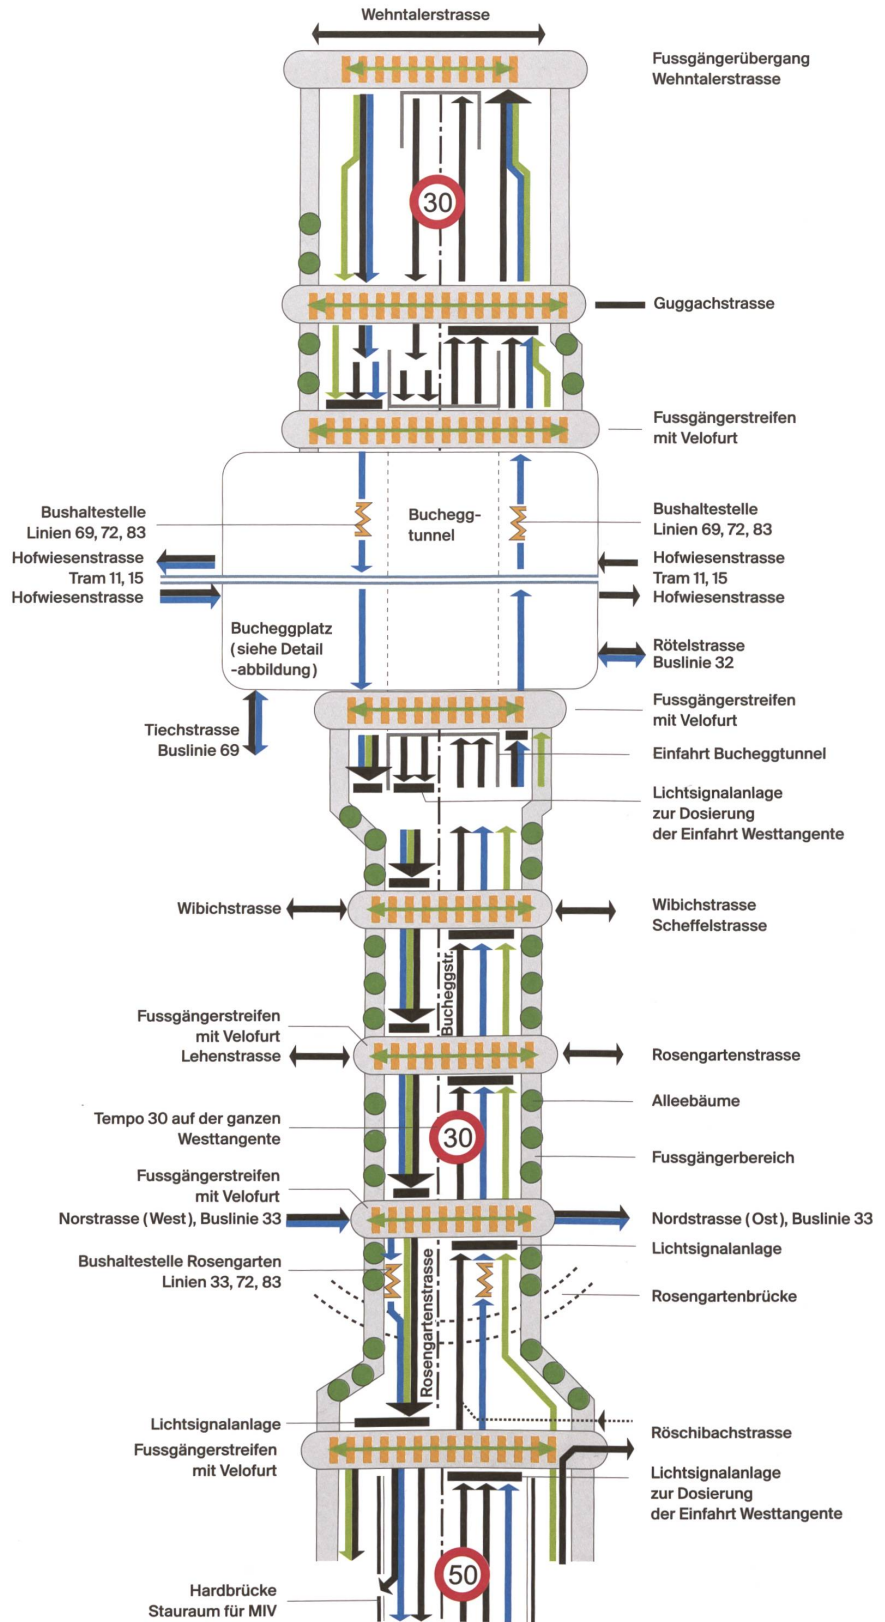 Wehntalerstrasse
Fussgängerübergang
Wehntalerstrasse
30
Guggachstrasse
Fussgängerstreifen
mit Velofurt
Bushaltestelle
Linien 69, 72, 83
Buchegg-
tunnel
Bushaltestelle
Linien 69, 72, 83
Hofwiesenstrasse
Tram 11, 15
Hofwiesenstrasse
Hofwiesenstrasse
Tram 11, 15
Hofwiesenstrasse
Bucheggplatz
(siehe Detail
-abbildung)
Rötelstrasse
Buslinie 32
Tiechstrasse
Buslinie 69
Fussgängerstreifen
mit Velofurt
Einfahrt Bucheggtunnel
Lichtsignalanlage
zur Dosierung
der Einfahrt Westtangente
Wibichstrasse
Wibichstrasse
Scheffelstrasse
Bucheggstr.
Fussgängerstreifen
mit Velofurt
Lehenstrasse
Rosengartenstrasse
Alleebäume
Tempo 30 auf der ganzen
Westtangente
30
Fussgängerbereich
Fussgängerstreifen
mit Velofurt
Norstrasse (West), Buslinie 33
Nordstrasse (Ost), Buslinie 33
Lichtsignalanlage
Bushaltestelle Rosengarten
Linien 33, 72, 83
Rosengartenbrücke
Rosengartenstrasse
Lichtsignalanlage
Röschibachstrasse
Fussgängerstreifen
mit Velofurt
Lichtsignalanlage
zur Dosierung
der Einfahrt Westtangente
50
Hardbrücke
Stauraum für MIV